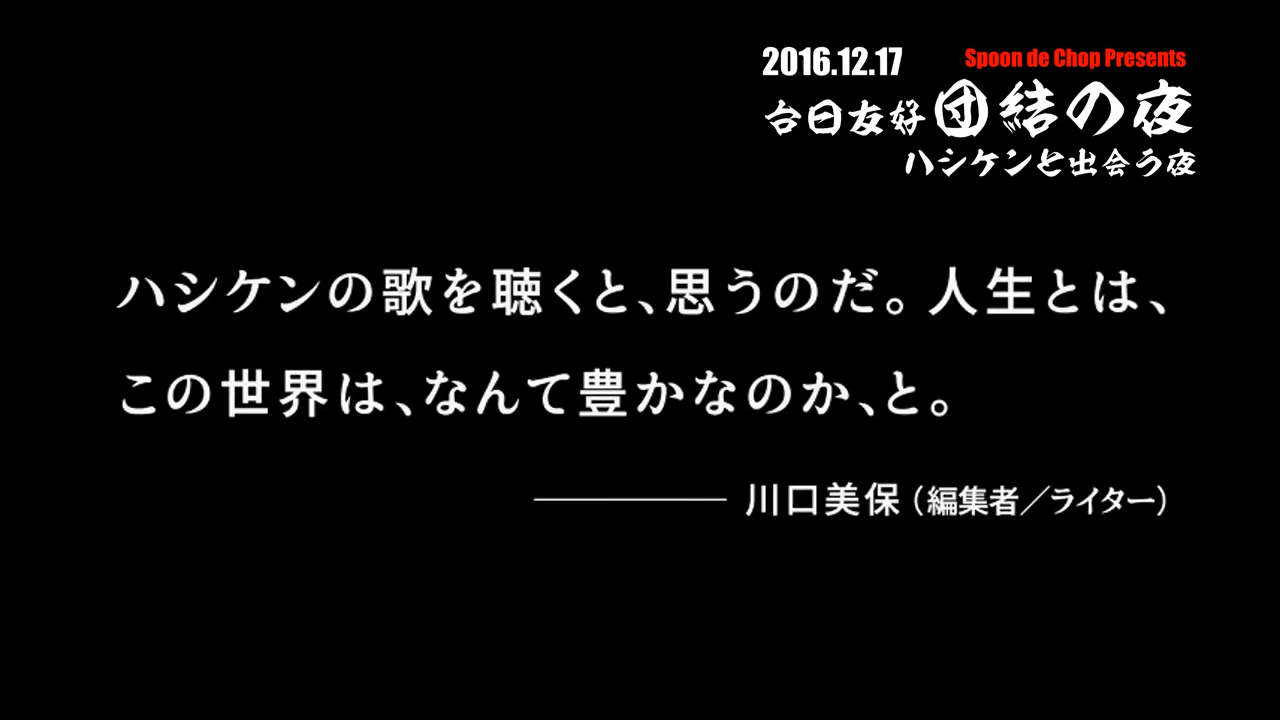 2016.12.17 Spoon de Chop Presents
台日友好 団結の夜
ハシケンと出会う夜
ハシケンの歌を聴くと、思うのだ。人生とは、
この世界は、なんて豊かなのか、と。
川口美保（編集者／ライター）